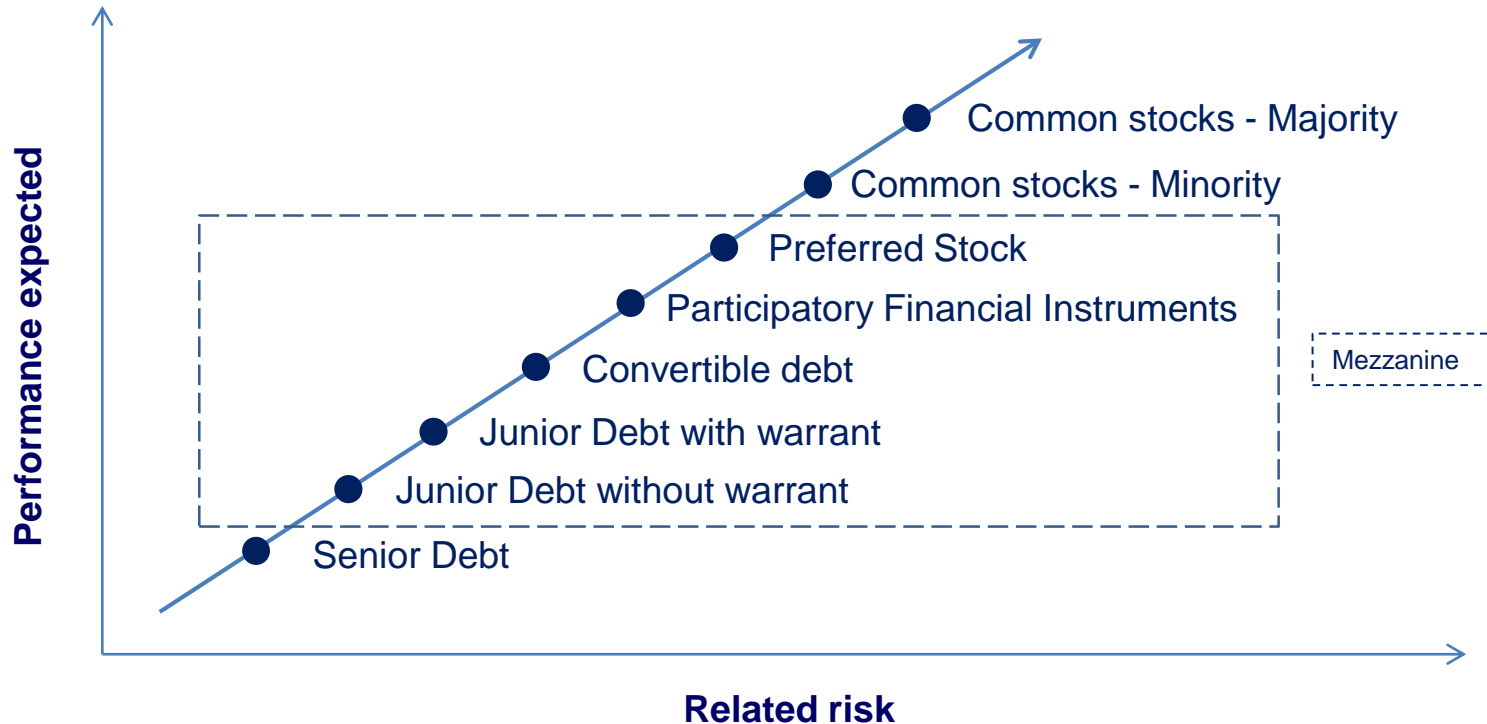 Performance expected
Common stocks - Majority
Common stocks - Minority
Preferred Stock
Participatory Financial Instruments
Mezzanine
Convertible debt
Junior Debt with warrant
Junior Debt without warrant
Senior Debt
Related risk